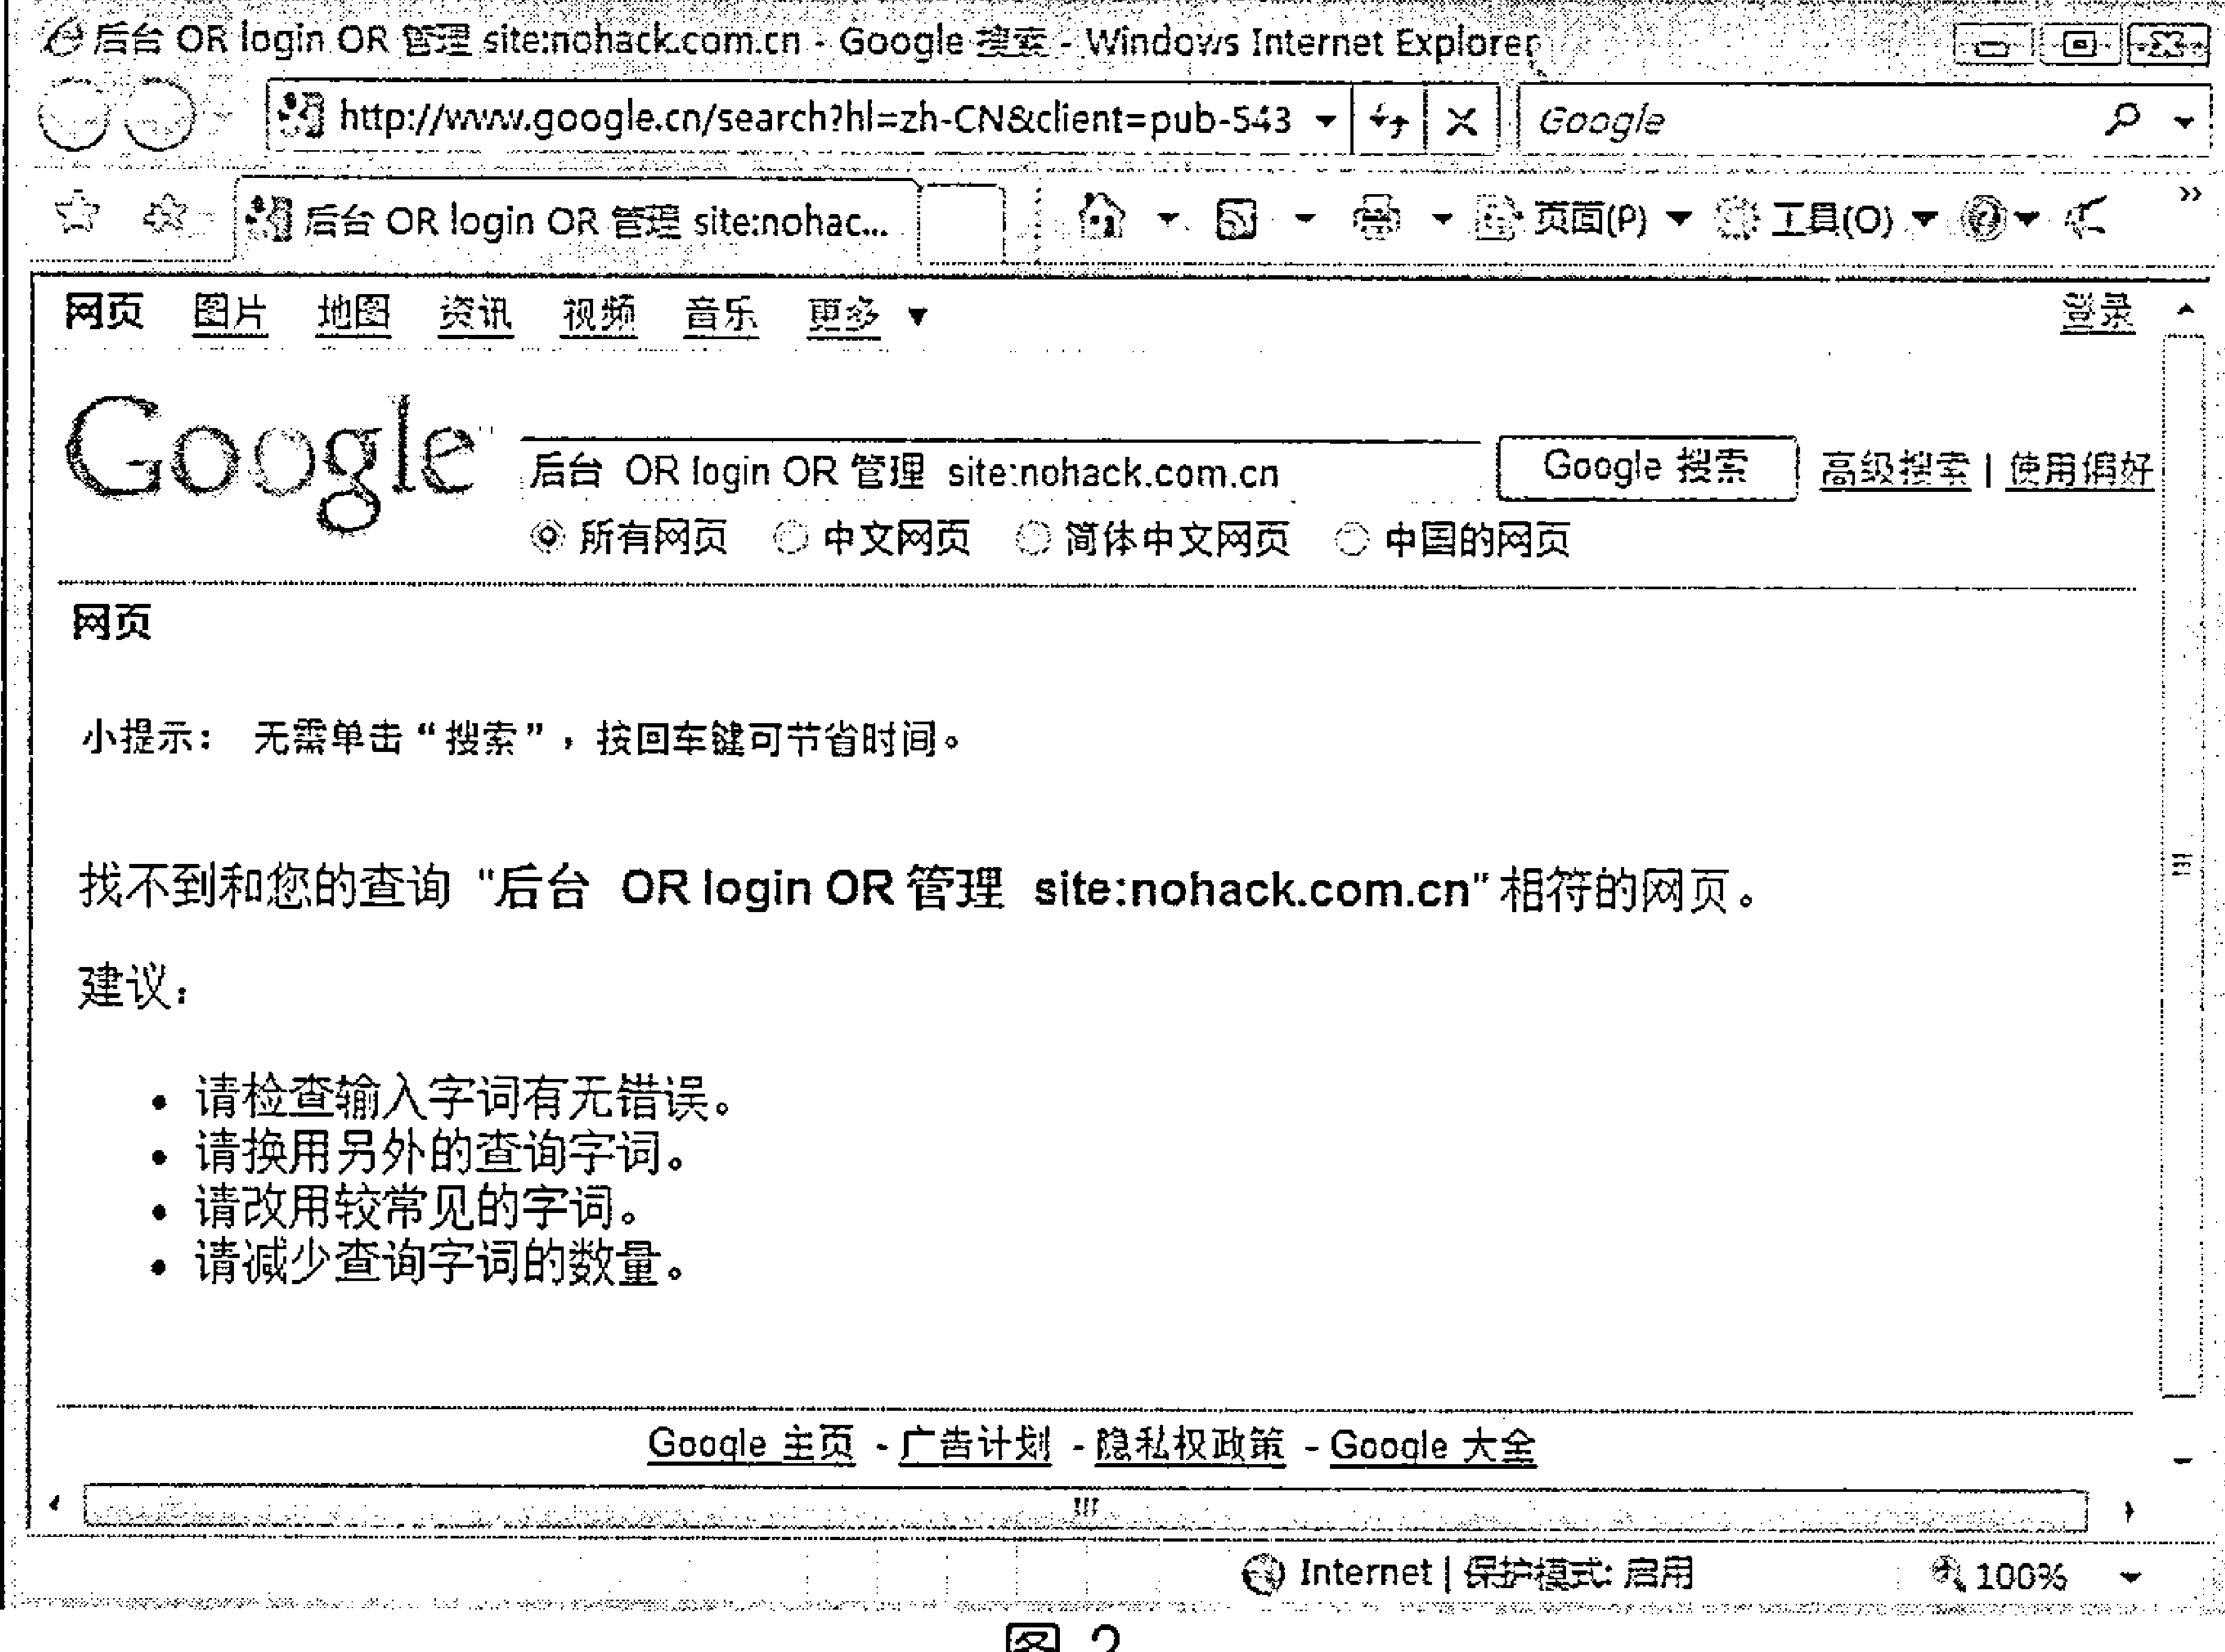 后台 OR login OR 管理 site:nohack.com.cn - Google 搜索 - Windows Internet Explorer
http://www.google.cn/search?hl=zh-CN&client=pub-543 Google
后台 OR login OR 管理 site:nohac... 页面(P) 工具(O) »
网页 图片 地图 资讯 视频 音乐 更多 ▼ 登录
Google 后台 OR login OR 管理 site:nohack.com.cn Google 搜索 高级搜索 | 使用偏好
所有网页 中文网页 简体中文网页 中国的网页
网页
小提示： 无需单击“搜索”，按回车键可节省时间。
找不到和您的查询 "后台 OR login OR 管理 site:nohack.com.cn" 相符的网页。
建议：
• 请检查输入字词有无错误。
• 请换用另外的查询字词。
• 请改用较常见的字词。
• 请减少查询字词的数量。
Google 主页 - 广告计划 - 隐私权政策 - Google 大全
Internet | 保护模式: 启用 100%
图 2